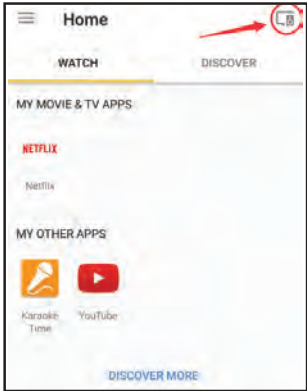 Home
WATCH DISCOVER
MY MOVIE & TV APPS
NETFLIX
Netflix
MY OTHER APPS
Karaoke YouTube
Time
DISCOVER MORE